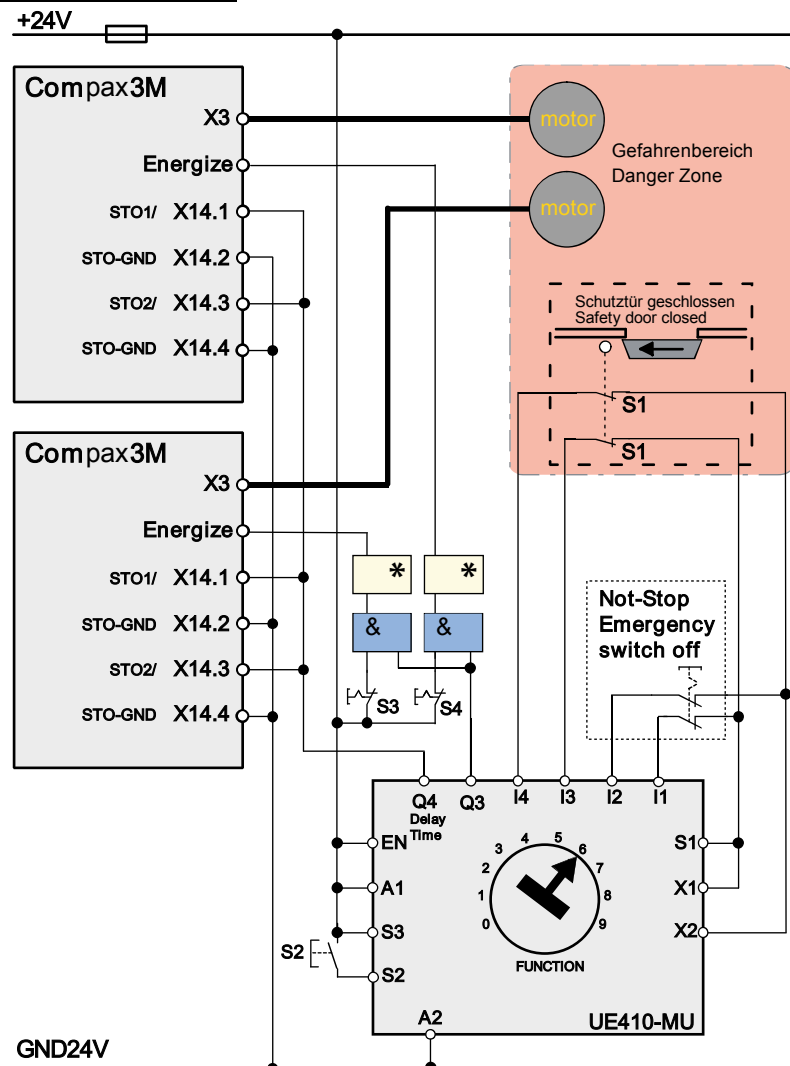 +24V
Compax3M
X3
Energize
STO1/ X14.1
STO-GND X14.2
STO2/ X14.3
STO-GND X14.4
motor
motor
Gefahrenbereich
Danger Zone
Schutztür geschlossen
Safety door closed
S1
S1
Compax3M
X3
Energize
STO1/ X14.1
STO-GND X14.2
STO2/ X14.3
STO-GND X14.4
* *
& &
S3 S4
Not-Stop
Emergency
switch off
Q4 Q3 I4 I3 I2 I1
Delay
Time
EN
A1
S3
S2
S2
0 1 2 3 4 5 6 7 8 9
FUNCTION
S1
X1
X2
A2
UE410-MU
GND24V